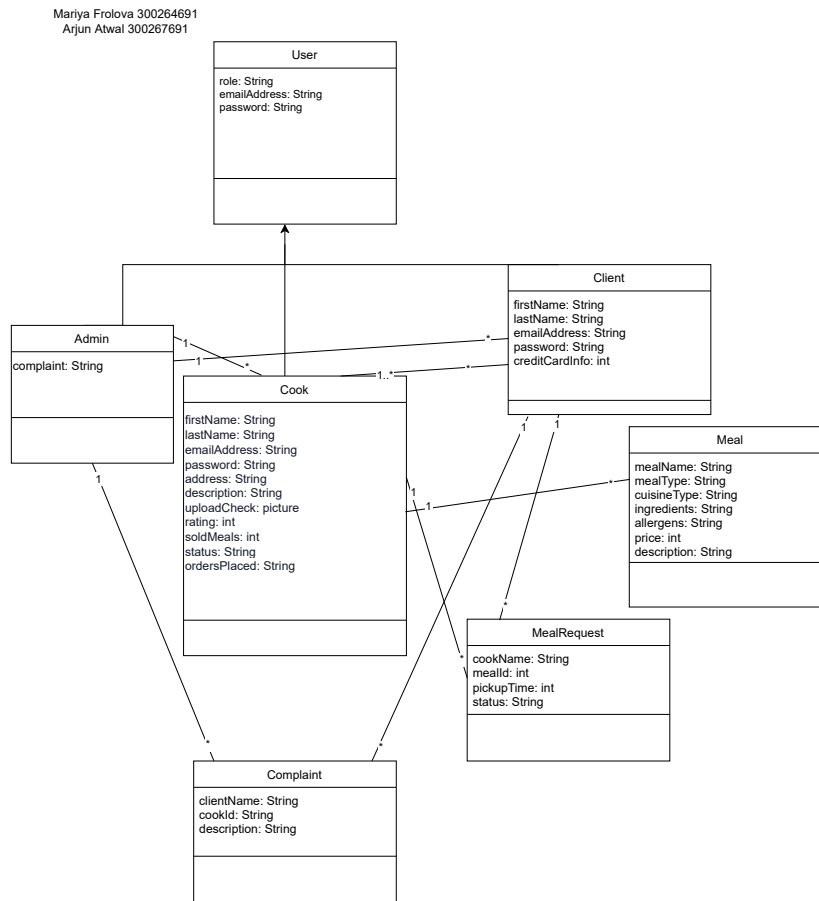 Mariya Frolova 300264691
Arjun Atwal 300267691
User
role: String
emailAddress: String
password: String
Client
firstName: String
lastName: String
emailAddress: String
password: String
creditCardInfo: int
Admin
complaint: String
1
*
1
*
1..*
*
Cook
firstName: String
lastName: String
emailAddress: String
password: String
address: String
description: String
uploadCheck: picture
rating: int
soldMeals: int
status: String
ordersPlaced: String
1
1
Meal
mealName: String
mealType: String
cuisineType: String
ingredients: String
allergens: String
price: int
description: String
1
1
*
1
*
*
MealRequest
cookName: String
mealId: int
pickupTime: int
status: String
*
*
Complaint
clientName: String
cookId: String
description: String